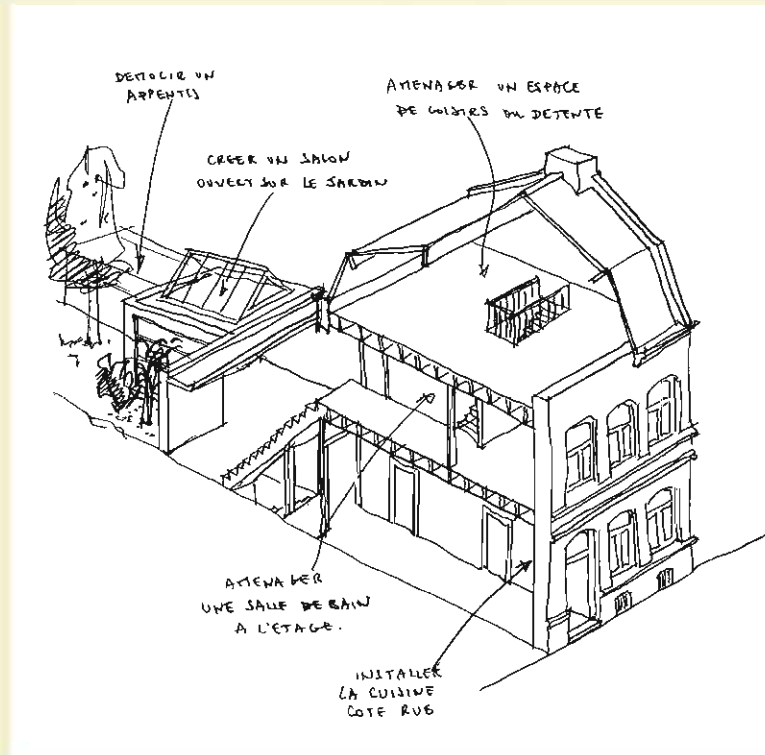 DEMOLIR UN
APPENTIS
AMENAGER UN ESPACE
DE LOISIRS OU DETENTE
CREER UN SALON
OUVERT SUR LE JARDIN
AMENAGER
UNE SALLE DE BAIN
A L'ETAGE.
INSTALLER
LA CUISINE
COTE RUE